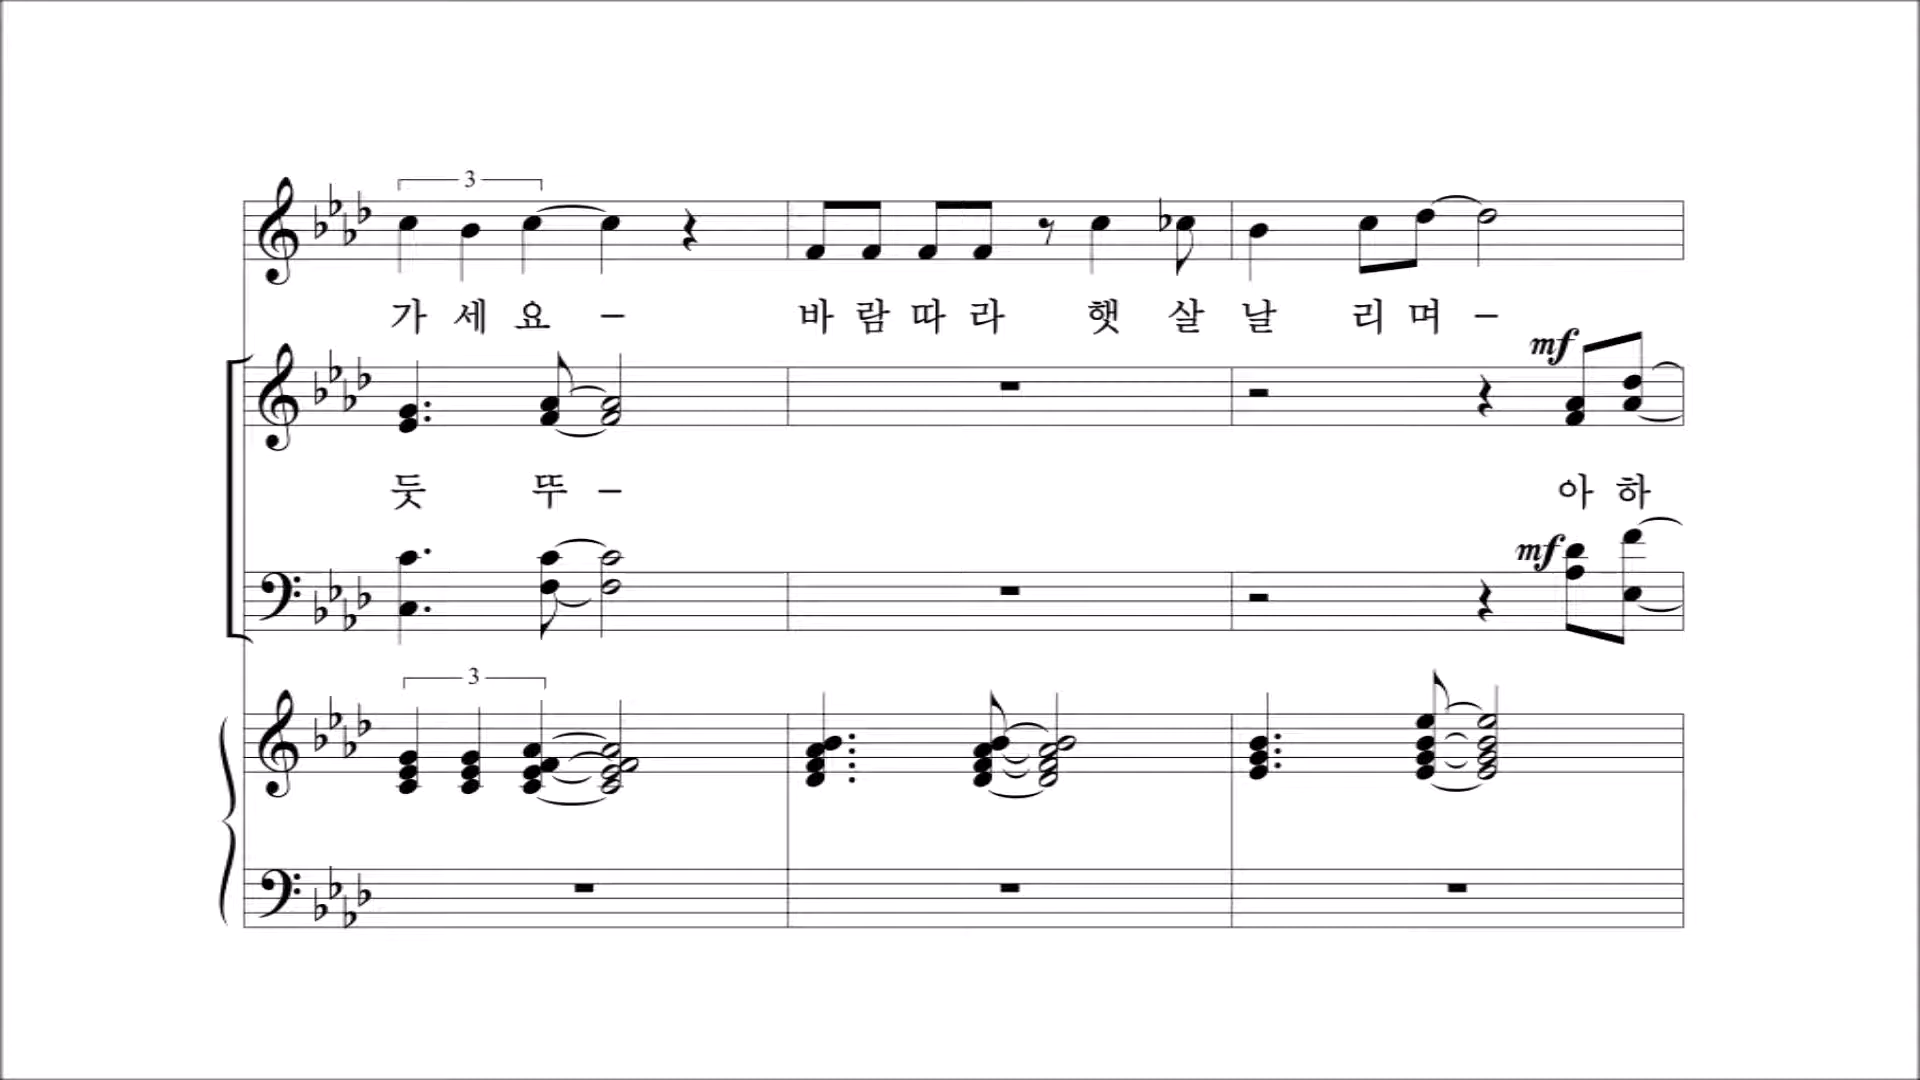 3
가 세 요 – 바 람 따 라 햇 살 날 리 며 –
mf
듯 뚜 – 아 하
mf
3